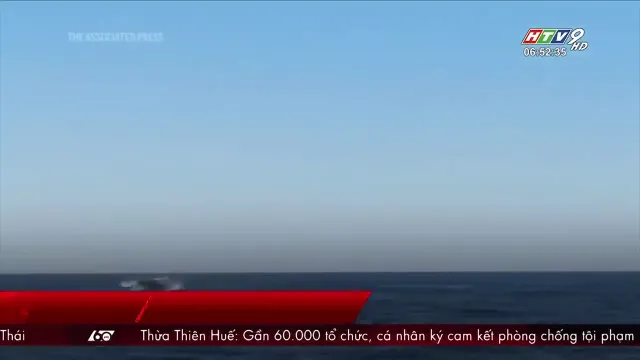 THE ASSOCIATED PRESS
HTV9 HD
06:52:35
Thái
60
Thừa Thiên Huế: Gần 60.000 tổ chức, cá nhân ký cam kết phòng chống tội phạm